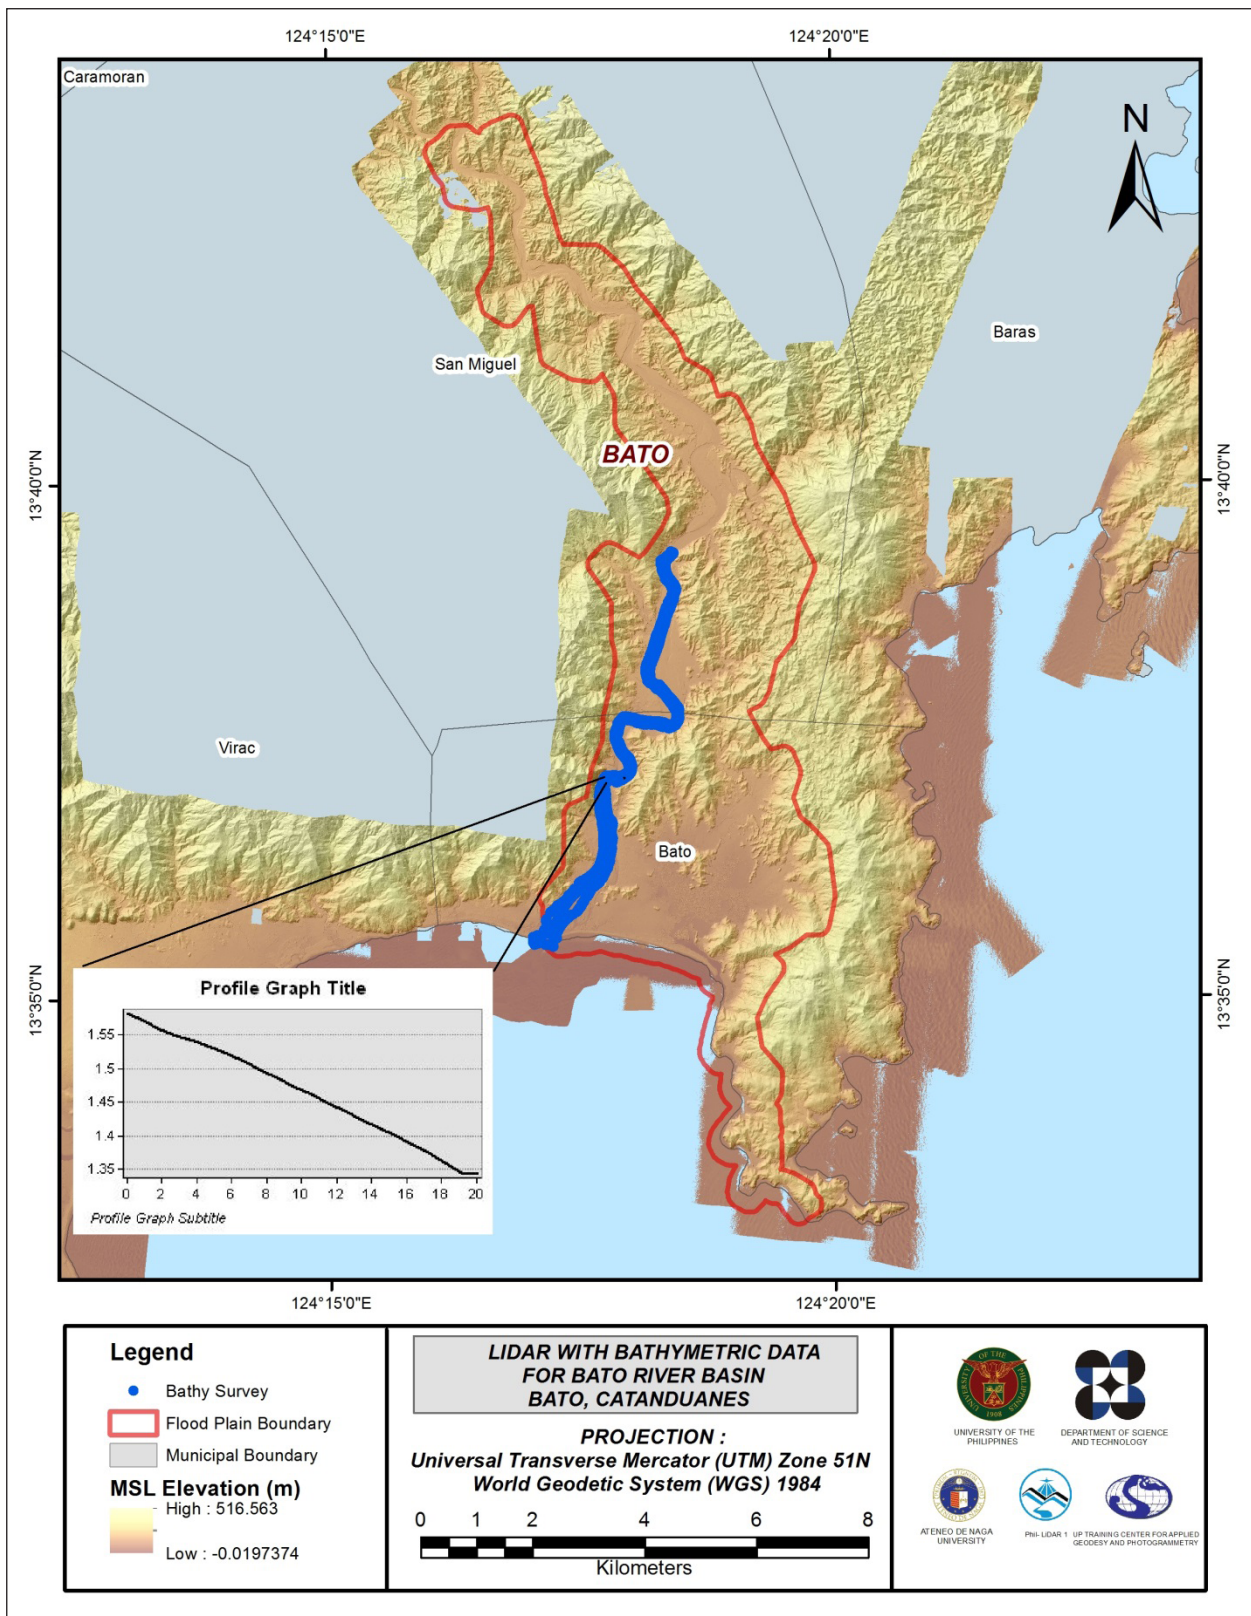 124°15'0"E
124°20'0"E
Caramoran
N
Baras
San Miguel
BATO
13°40'0"N
13°40'0"N
Virac
Bato
13°35'0"N
13°35'0"N
Profile Graph Title
1.55
1.5
1.45
1.4
1.35
0 2 4 6 8 10 12 14 16 18 20
Profile Graph Subtitle
124°15'0"E
124°20'0"E
Legend
Bathy Survey
Flood Plain Boundary
Municipal Boundary
MSL Elevation (m)
High : 516.563
Low : -0.0197374
LIDAR WITH BATHYMETRIC DATA
FOR BATO RIVER BASIN
BATO, CATANDUANES
PROJECTION :
Universal Transverse Mercator (UTM) Zone 51N
World Geodetic System (WGS) 1984
0 1 2 4 6 8
Kilometers
UNIVERSITY OF THE PHILIPPINES
1908
UNIVERSITY OF THE
PHILIPPINES
DEPARTMENT OF SCIENCE
AND TECHNOLOGY
ATENEO DE NAGA
UNIVERSITY
Phil- LiDAR 1
UP TRAINING CENTER FOR APPLIED
GEODESY AND PHOTOGRAMMETRY